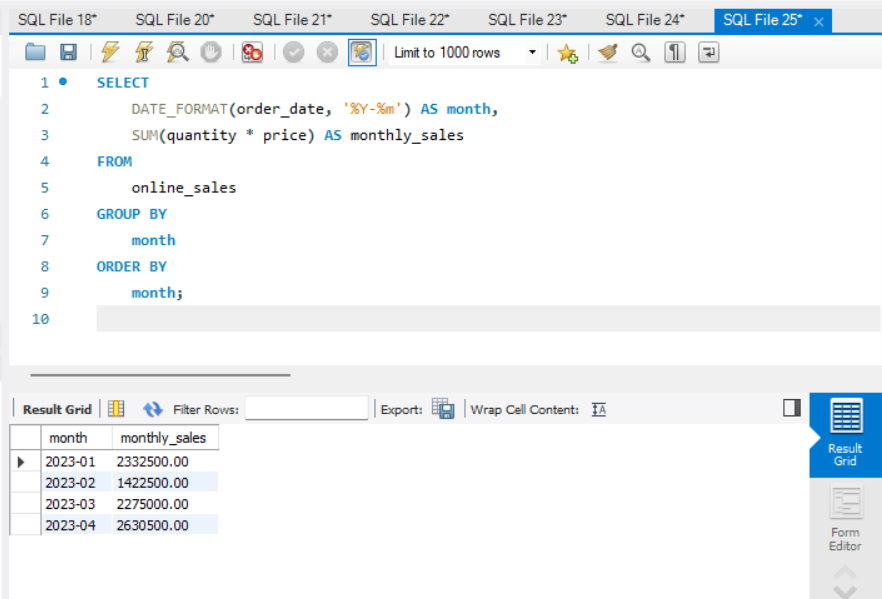 SQL File 18* SQL File 20* SQL File 21* SQL File 22* SQL File 23* SQL File 24* SQL File 25* ×
Limit to 1000 rows
1 SELECT
2 DATE_FORMAT(order_date, '%Y-%m') AS month,
3 SUM(quantity * price) AS monthly_sales
4 FROM
5 online_sales
6 GROUP BY
7 month
8 ORDER BY
9 month;
10
Result Grid Filter Rows: Export: Wrap Cell Content: IA
month monthly_sales
2023-01 2332500.00
2023-02 1422500.00
2023-03 2275000.00
2023-04 2630500.00
Result
Grid
Form
Editor